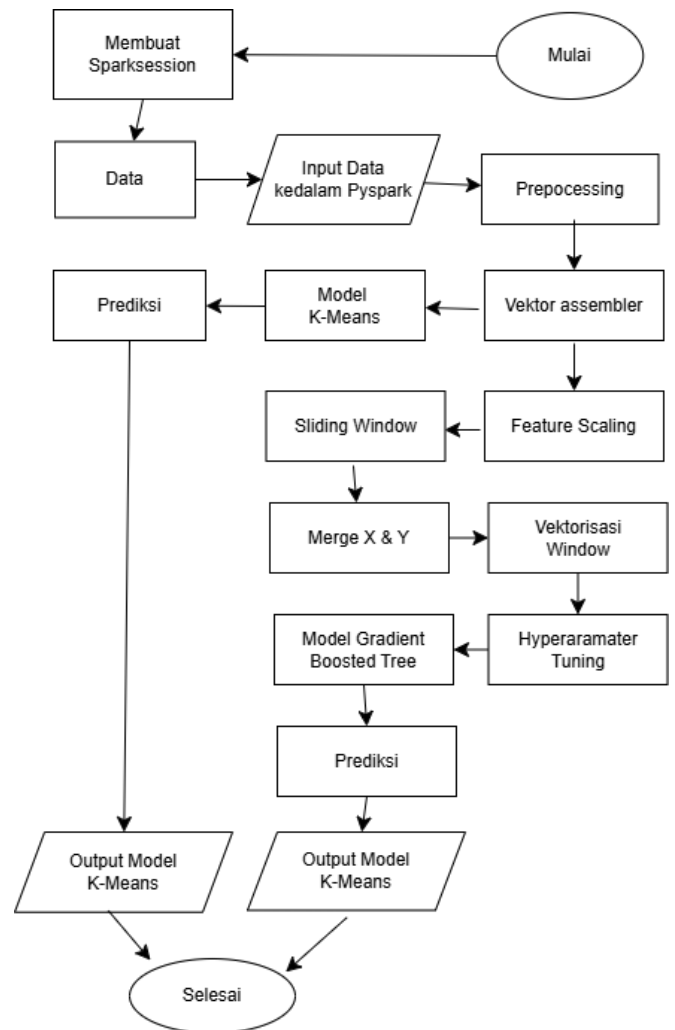 Membuat
Sparksession
Mulai
Data
Input Data
kedalam Pyspark
Prepocessing
Prediksi
Model
K-Means
Vektor assembler
Sliding Window
Feature Scaling
Merge X & Y
Vektorisasi
Window
Model Gradient
Boosted Tree
Hyperaramater
Tuning
Prediksi
Output Model
K-Means
Output Model
K-Means
Selesai